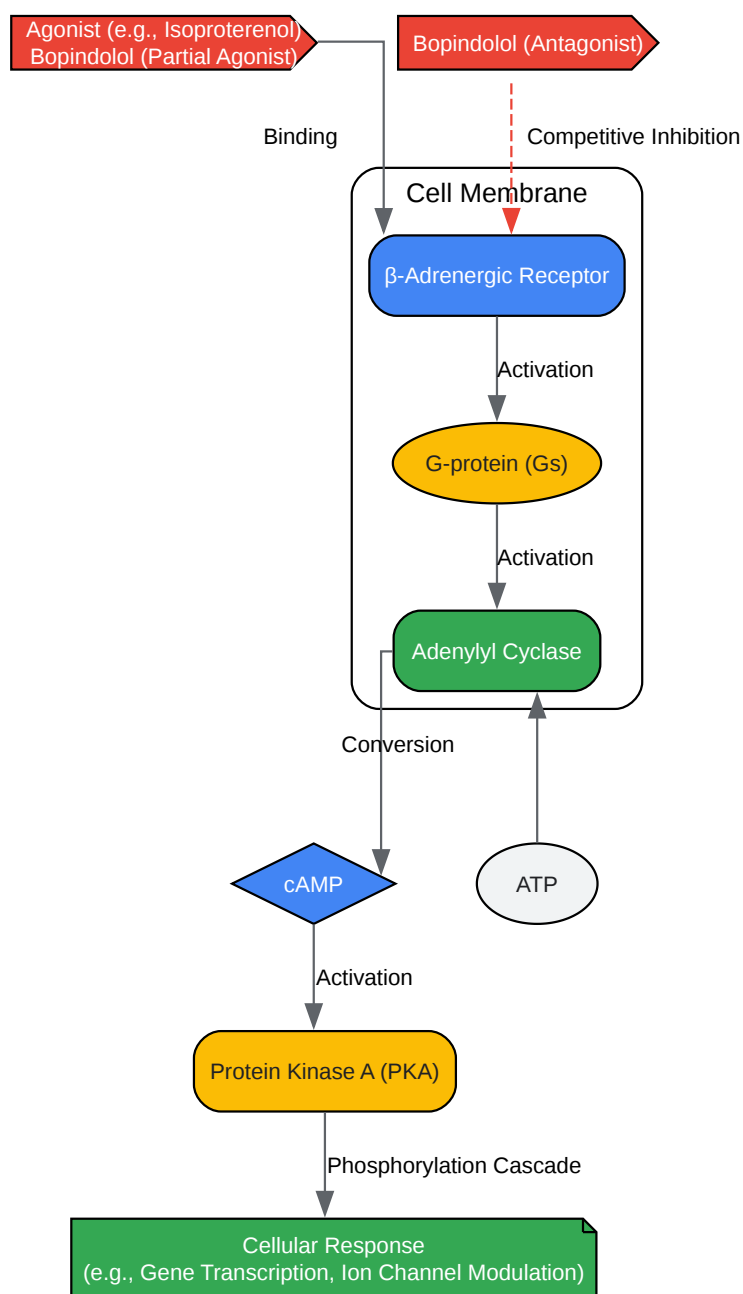 Agonist (e.g., Isoproterenol)
Bopindolol (Partial Agonist)
Bopindolol (Antagonist)
Binding
Competitive Inhibition
Cell Membrane
β-Adrenergic Receptor
Activation
G-protein (Gs)
Activation
Adenylyl Cyclase
Conversion
cAMP
ATP
Activation
Protein Kinase A (PKA)
Phosphorylation Cascade
Cellular Response
(e.g., Gene Transcription, Ion Channel Modulation)